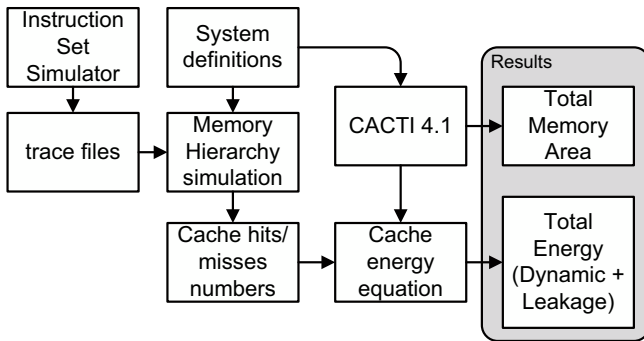 Instruction
Set
Simulator
System
definitions
Results
trace files
Memory
Hierarchy
simulation
CACTI 4.1
Total
Memory
Area
Cache hits/
misses
numbers
Cache
energy
equation
Total
Energy
(Dynamic +
Leakage)